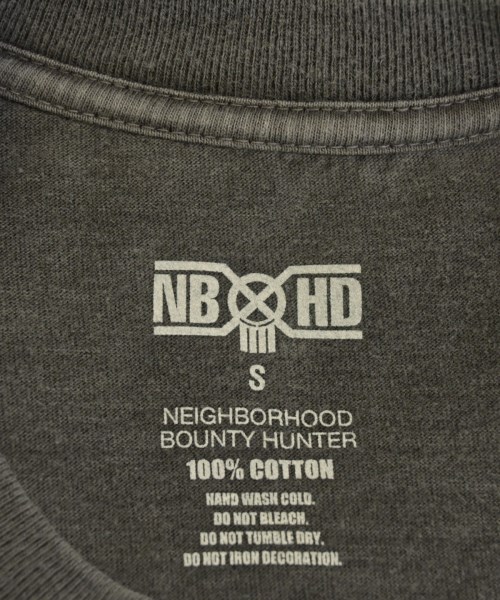 NB HD
S
NEIGHBORHOOD
BOUNTY HUNTER
100% COTTON
HAND WASH COLD.
DO NOT BLEACH.
DO NOT TUMBLE DRY.
DO NOT IRON DECORATION.